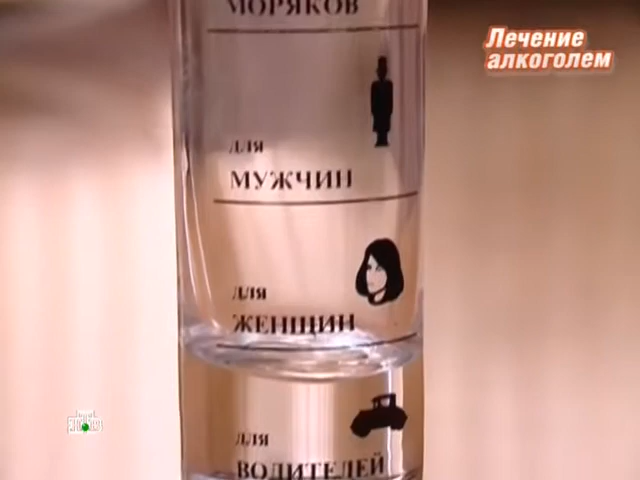 МОРЯКОВ
Лечение
алкоголем
для
МУЖЧИН
для
ЖЕНЩИН
для
ВОДИТЕЛЕЙ